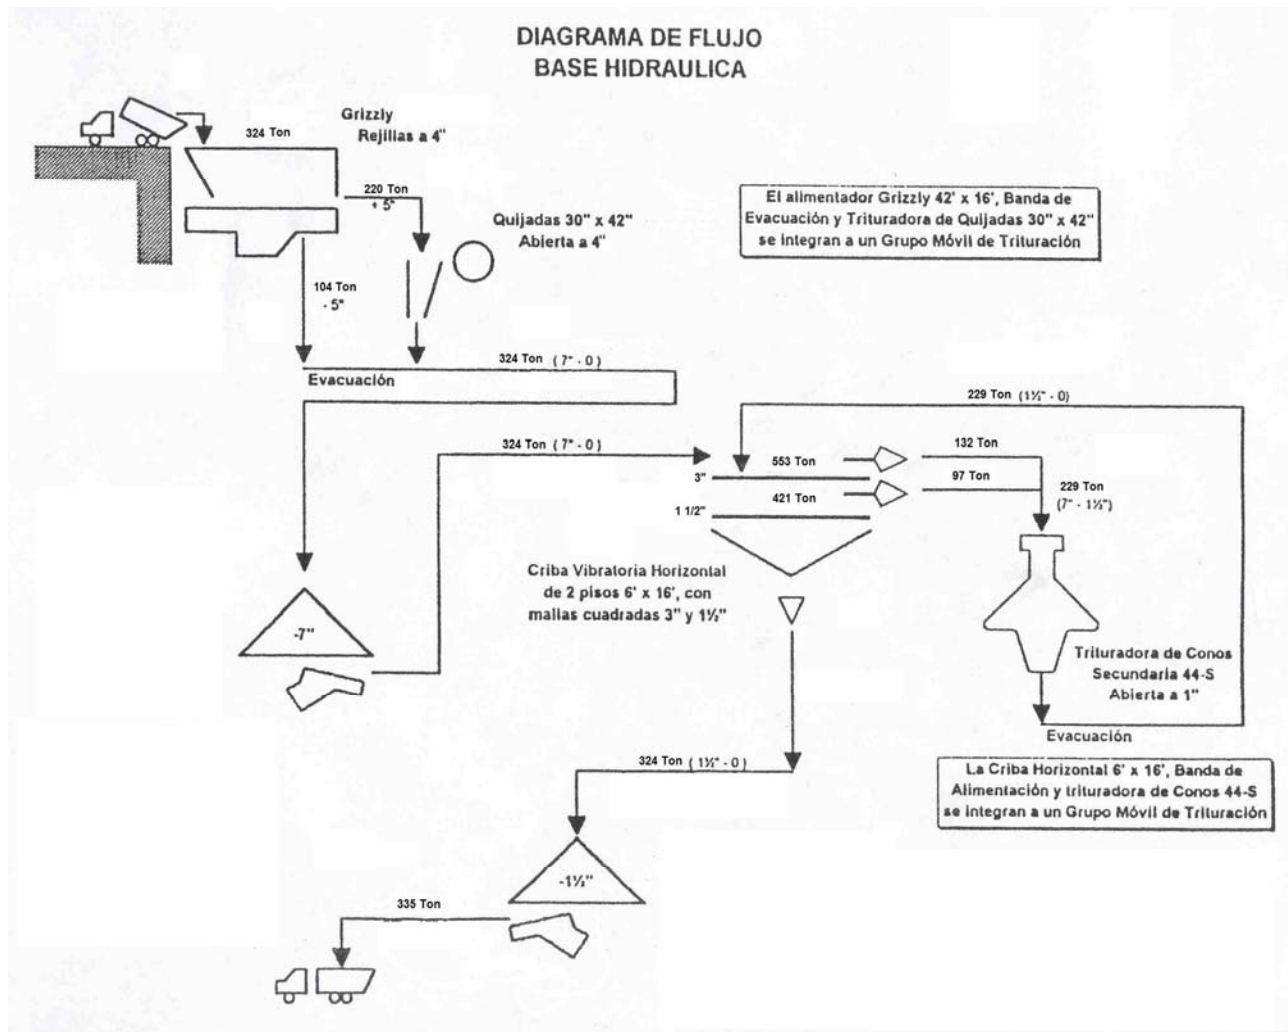 DIAGRAMA DE FLUJO
BASE HIDRAULICA
Grizzly
Rejillas a 4"
324 Ton
220 Ton
+ 5"
Quijadas 30" x 42"
Abierta a 4"
El alimentador Grizzly 42' x 16', Banda de
Evacuación y Trituradora de Quijadas 30" x 42"
se integran a un Grupo Móvil de Trituración
104 Ton
- 5"
324 Ton ( 7" - 0 )
Evacuación
229 Ton (1½" - 0)
324 Ton ( 7" - 0)
553 Ton
132 Ton
3"
421 Ton
97 Ton
229 Ton
(7" - 1½")
1 1/2"
Criba Vibratoria Horizontal
de 2 pisos 6' x 16', con
mallas cuadradas 3" y 1½"
-7"
Trituradora de Conos
Secundaria 44-S
Abierta a 1"
Evacuación
324 Ton ( 1½" - 0 )
La Criba Horizontal 6' x 16', Banda de
Alimentación y trituradora de Conos 44-S
se integran a un Grupo Móvil de Trituración
-1½"
335 Ton